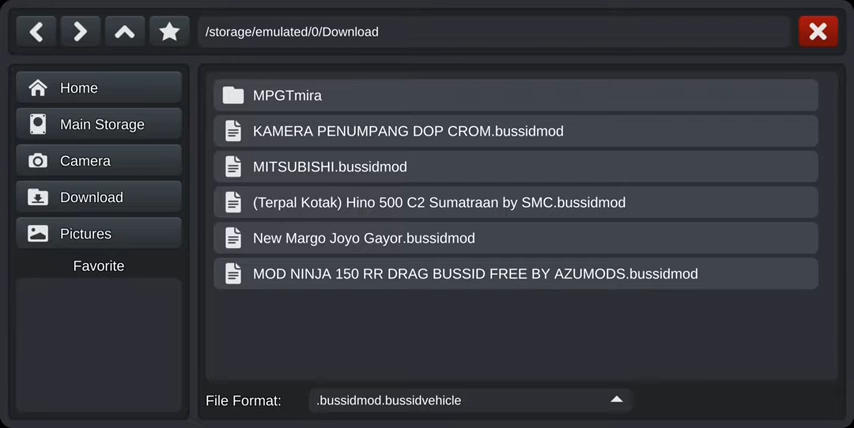 /storage/emulated/0/Download
Home
Main Storage
Camera
Download
Pictures
Favorite
MPGTmira
KAMERA PENUMPANG DOP CROM.bussidmod
MITSUBISHI.bussidmod
(Terpal Kotak) Hino 500 C2 Sumatraan by SMC.bussidmod
New Margo Joyo Gayor.bussidmod
MOD NINJA 150 RR DRAG BUSSID FREE BY AZUMODS.bussidmod
File Format: .bussidmod.bussidvehicle